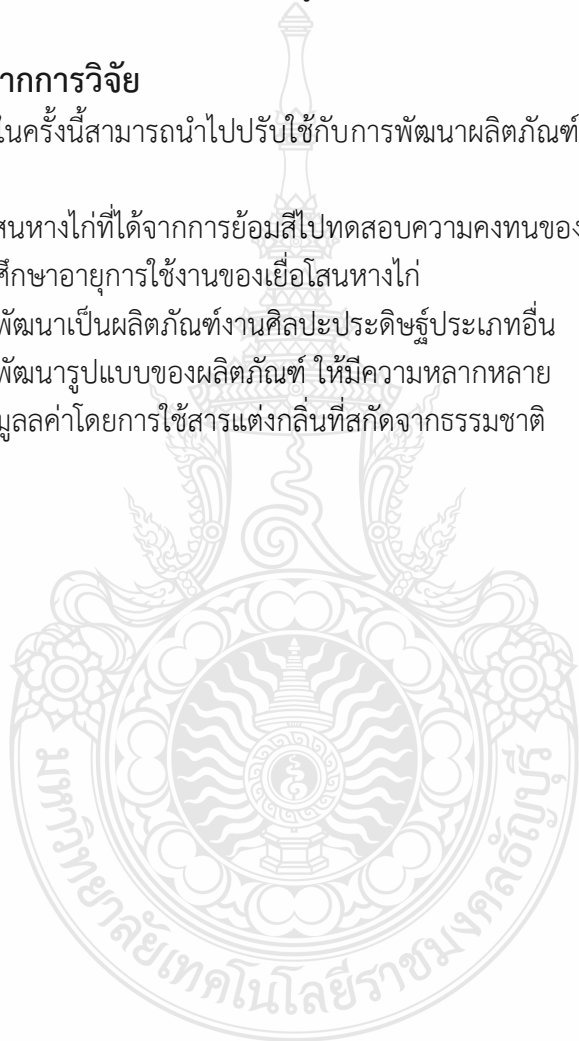 ากการวิจัย
ในครั้งนี้สามารถนำไปปรับใช้กับการพัฒนาผลิตภัณฑ์
สนหางไก่ที่ได้จากการย้อมสีไปทดสอบความคงทนของ
ศึกษาอายุการใช้งานของเยื่อโสนหางไก่
พัฒนาเป็นผลิตภัณฑ์งานศิลปะประดิษฐ์ประเภทอื่น
พัฒนารูปแบบของผลิตภัณฑ์ ให้มีความหลากหลาย
มูลลค่าโดยการใช้สารแต่งกลิ่นที่สกัดจากธรรมชาติ
มหาวิทยาลัยเทคโนโลยีราชมงคลธัญบุรี